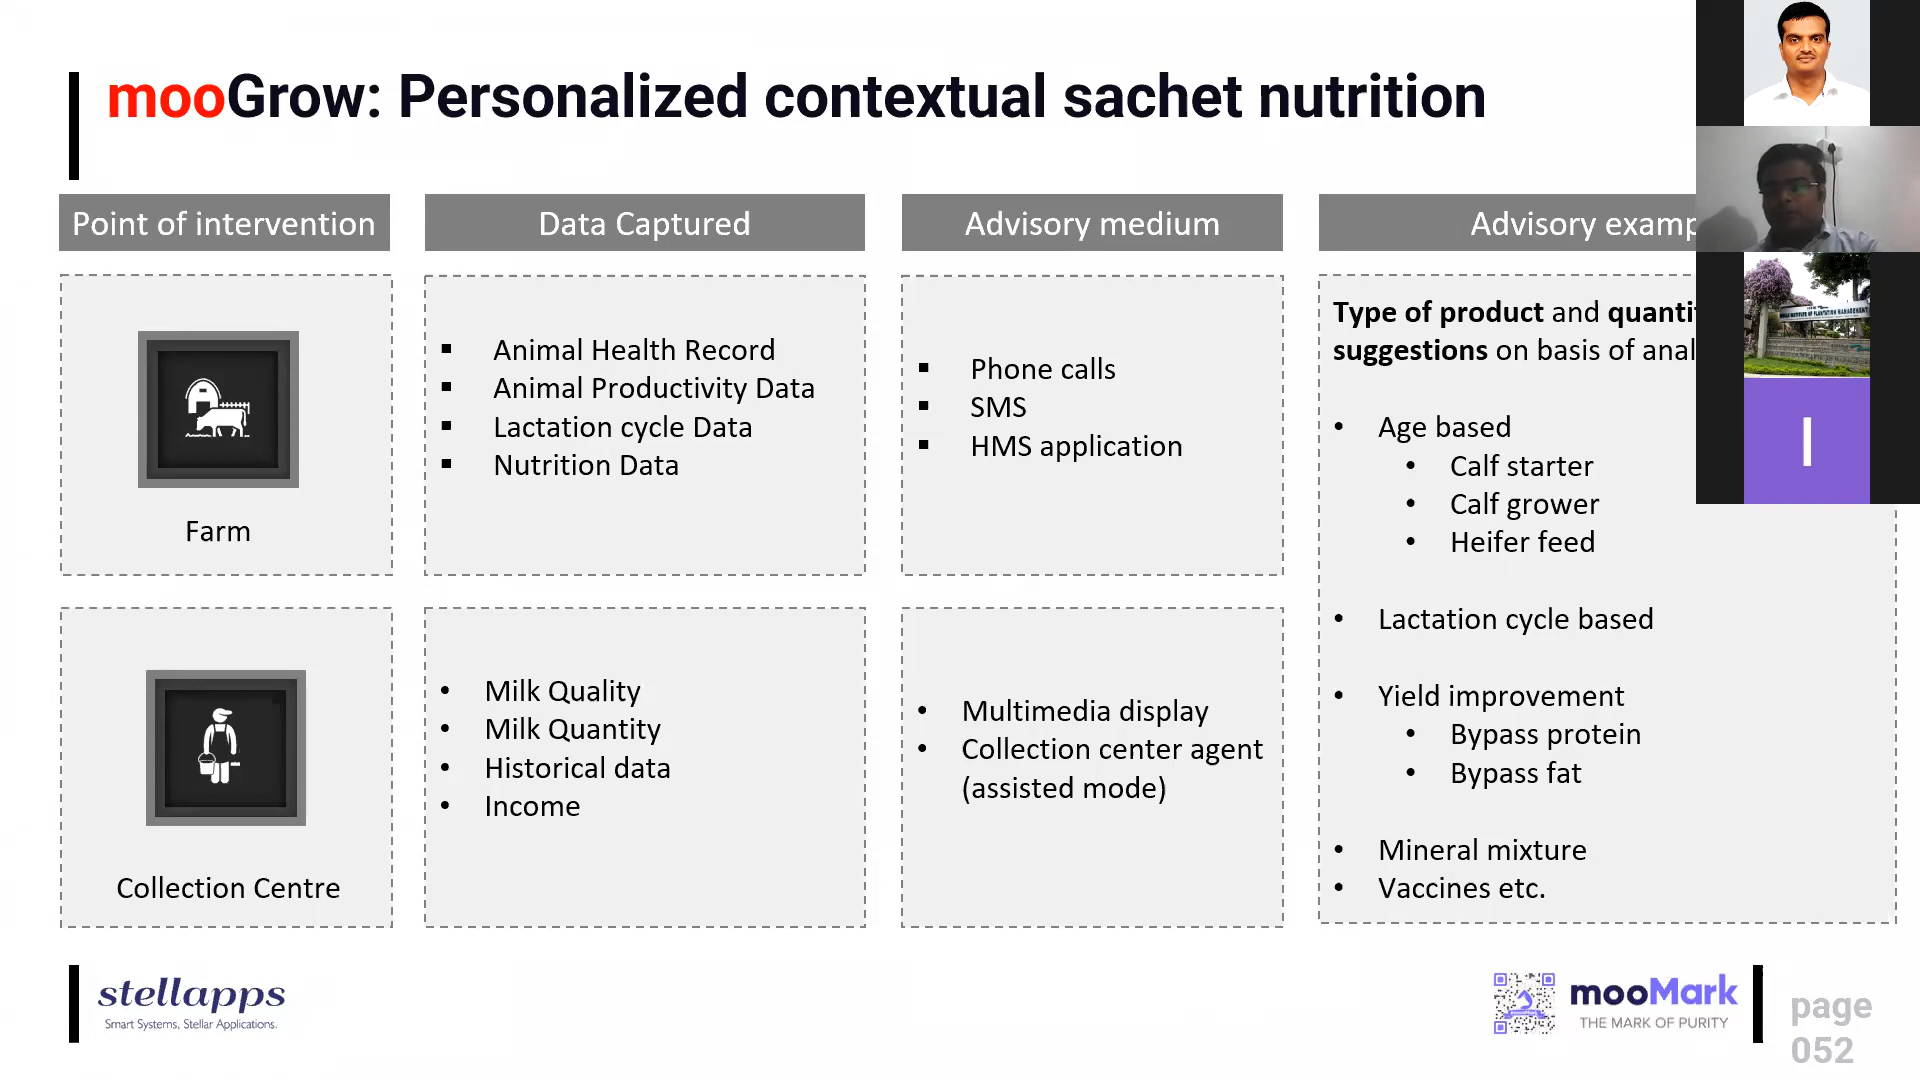 mooGrow: Personalized contextual sachet nutrition
Point of intervention
Data Captured
Advisory medium
Advisory examp
Farm
▪ Animal Health Record
▪ Animal Productivity Data
▪ Lactation cycle Data
▪ Nutrition Data
▪ Phone calls
▪ SMS
▪ HMS application
Type of product and quanti
suggestions on basis of anal
• Age based
• Calf starter
• Calf grower
• Heifer feed
• Lactation cycle based
• Yield improvement
• Bypass protein
• Bypass fat
• Mineral mixture
• Vaccines etc.
Collection Centre
• Milk Quality
• Milk Quantity
• Historical data
• Income
• Multimedia display
• Collection center agent
(assisted mode)
INSTITUTE OF PLANTATION MANAGEMENT
I
stellapps
Smart Systems, Stellar Applications.
mooMark
THE MARK OF PURITY
page
052